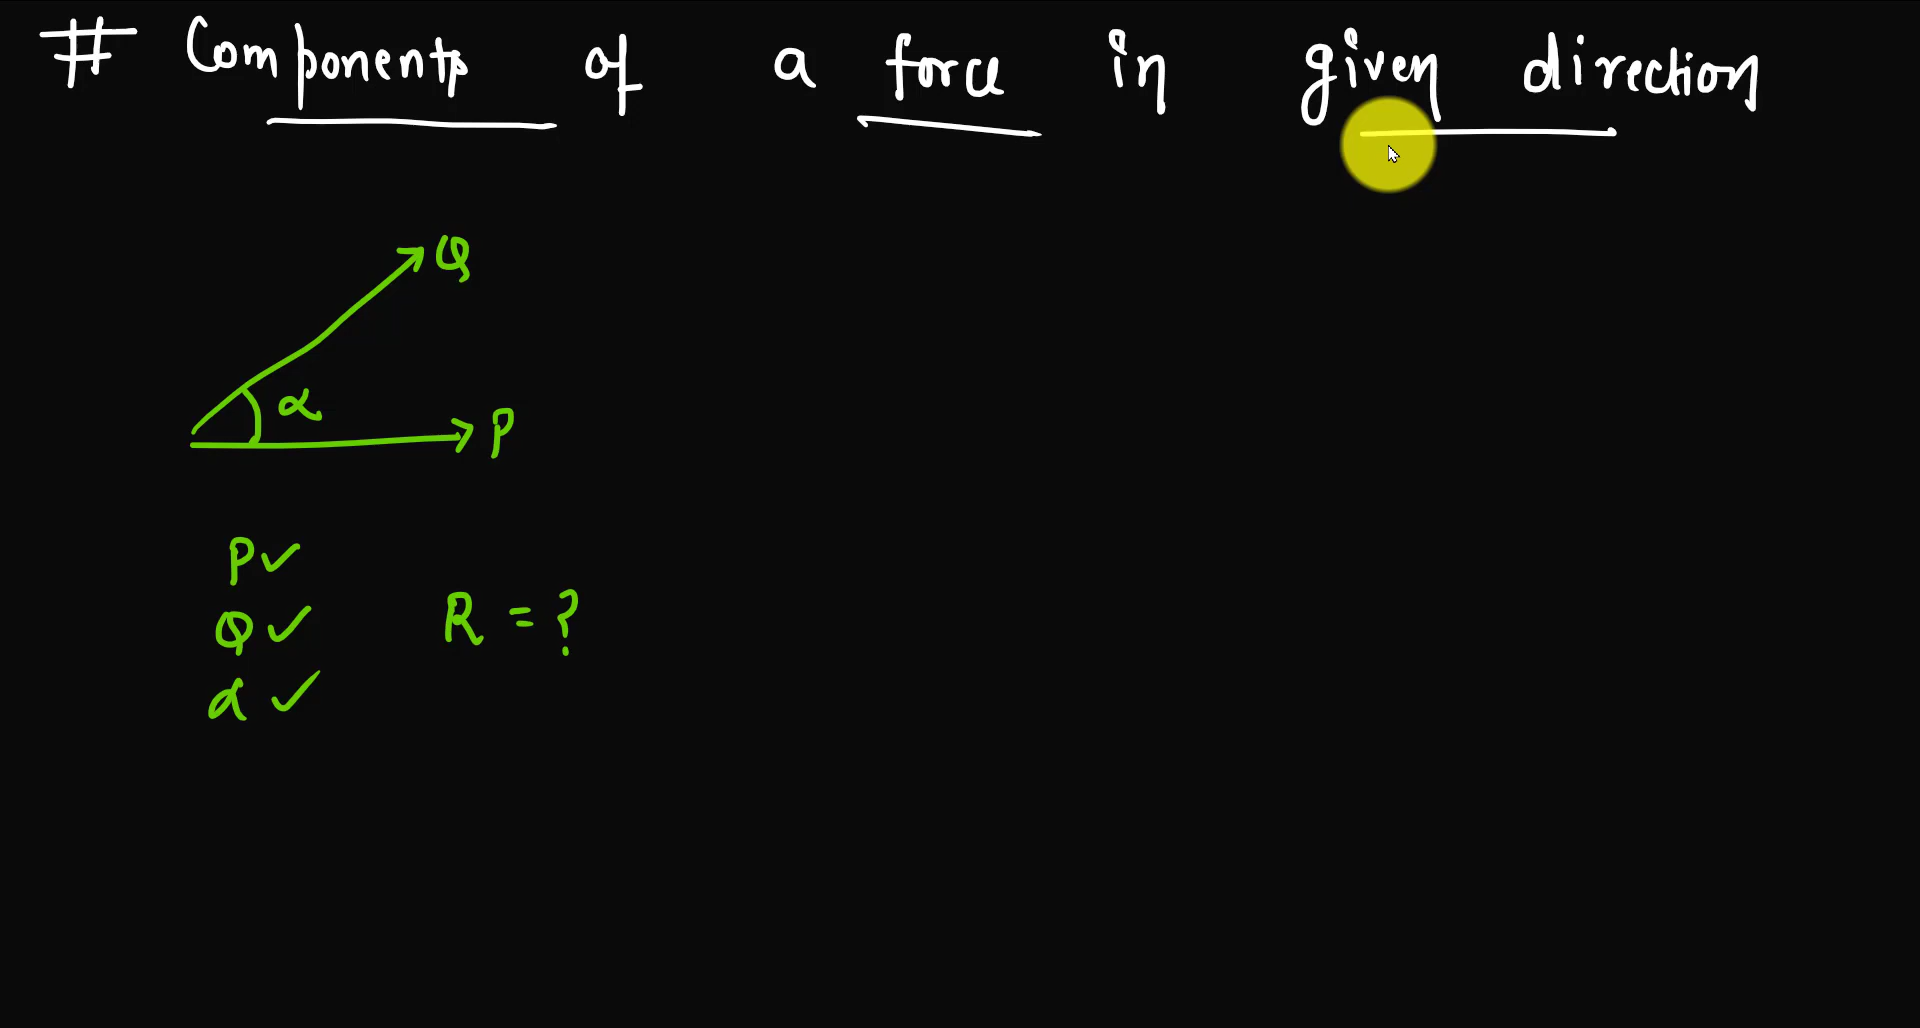 # Components of a force in given direction
Q
α
P
P✓
Q✓ R = ?
α✓